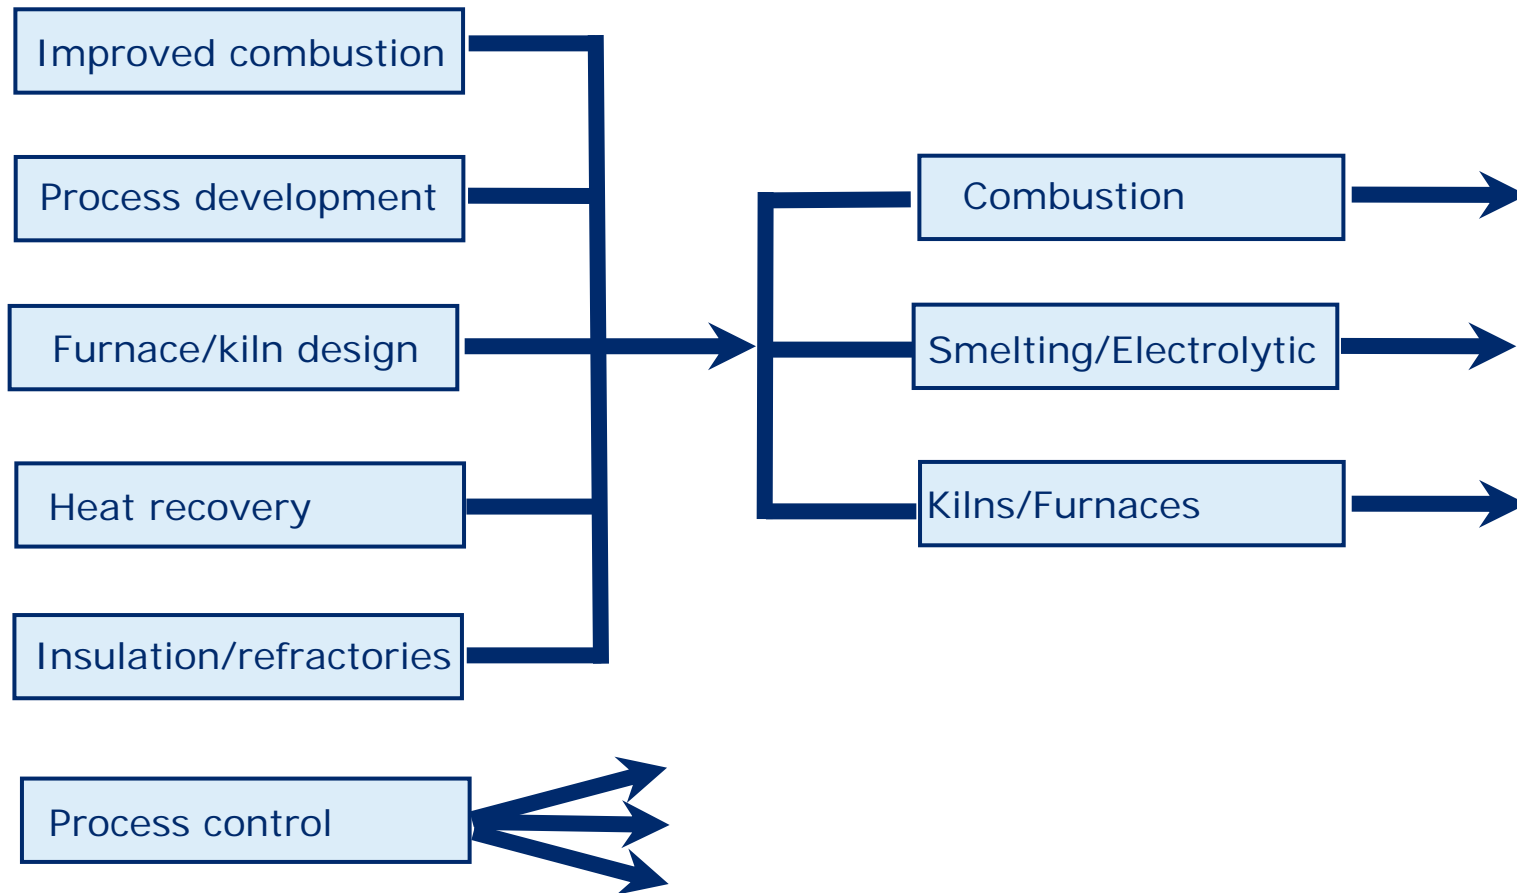 Improved combustion
Process development
Furnace/kiln design
Heat recovery
Insulation/refractories
Process control
Combustion
Smelting/Electrolytic
Kilns/Furnaces